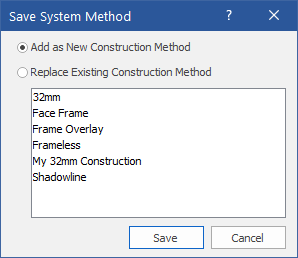 Save System Method ? ×
Add as New Construction Method
Replace Existing Construction Method
32mm
Face Frame
Frame Overlay
Frameless
My 32mm Construction
Shadowline
Save Cancel